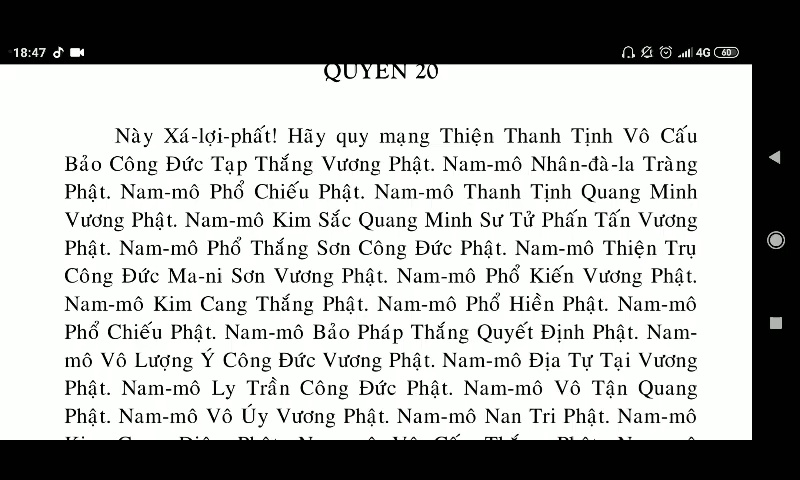 18:47
4G 60
QUYỂN 20
Này Xá-lợi-phất! Hãy quy mạng Thiện Thanh Tịnh Vô Cấu
Bảo Công Đức Tạp Thắng Vương Phật. Nam-mô Nhân-đà-la Tràng
Phật. Nam-mô Phổ Chiếu Phật. Nam-mô Thanh Tịnh Quang Minh
Vương Phật. Nam-mô Kim Sắc Quang Minh Sư Tử Phấn Tấn Vương
Phật. Nam-mô Phổ Thắng Sơn Công Đức Phật. Nam-mô Thiện Trụ
Công Đức Ma-ni Sơn Vương Phật. Nam-mô Phổ Kiến Vương Phật.
Nam-mô Kim Cang Thắng Phật. Nam-mô Phổ Hiền Phật. Nam-mô
Phổ Chiếu Phật. Nam-mô Bảo Pháp Thắng Quyết Định Phật. Nam-
mô Vô Lượng Ý Công Đức Vương Phật. Nam-mô Địa Tự Tại Vương
Phật. Nam-mô Ly Trần Công Đức Phật. Nam-mô Vô Tận Quang
Phật. Nam-mô Vô Úy Vương Phật. Nam-mô Nan Tri Phật. Nam-mô